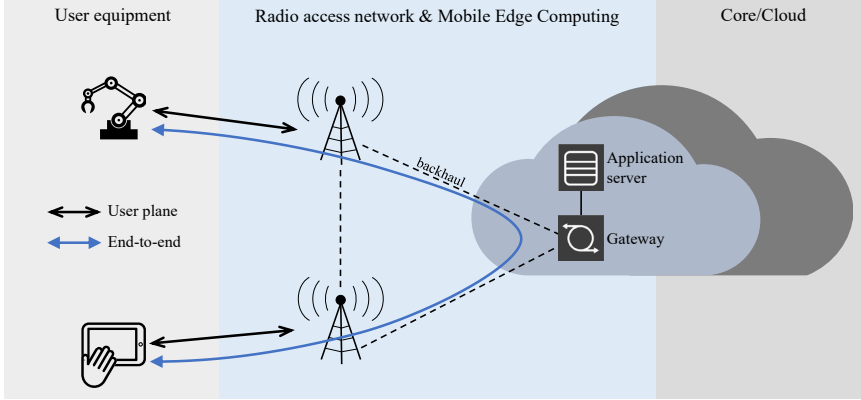 User equipment
Radio access network & Mobile Edge Computing
Core/Cloud
backhaul
Application
server
User plane
End-to-end
Gateway